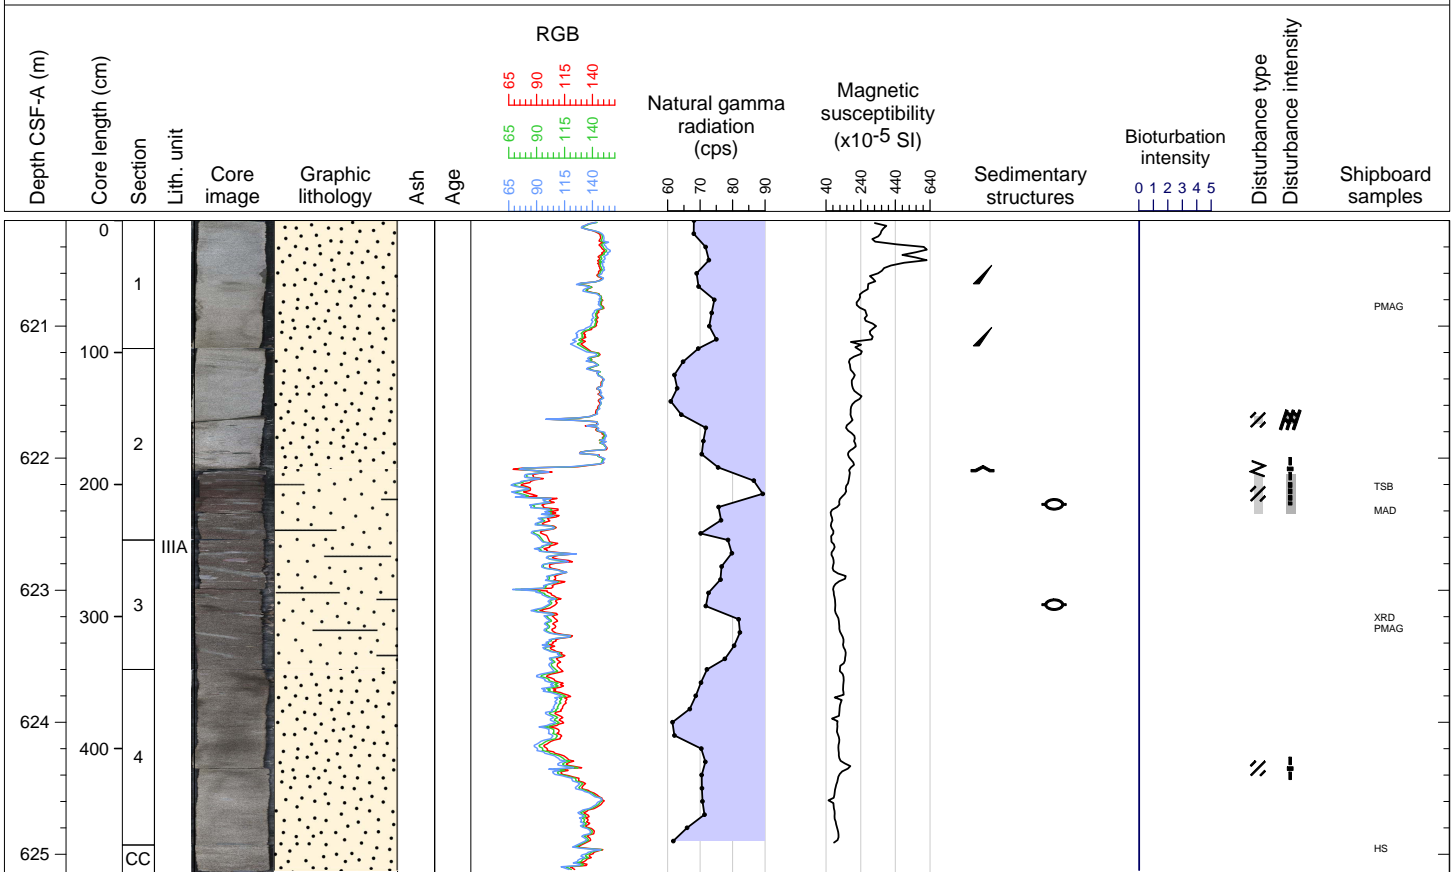 RGB
65 90 115 140
65 90 115 140
65 90 115 140
Depth CSF-A (m)
Core length (cm)
Section
Lith. unit
Core
image
Graphic
lithology
Ash
Age
Natural gamma
radiation
(cps)
60 70 80 90
Magnetic
susceptibility
(x10-5 SI)
40 240 440 640
Sedimentary
structures
Bioturbation
intensity
0 1 2 3 4 5
Disturbance type
Disturbance intensity
Shipboard
samples
0
1
PMAG
621
100
2
622
200
TSB
MAD
IIIA
623
3
300
XRD
PMAG
624
400
4
HS
625
CC